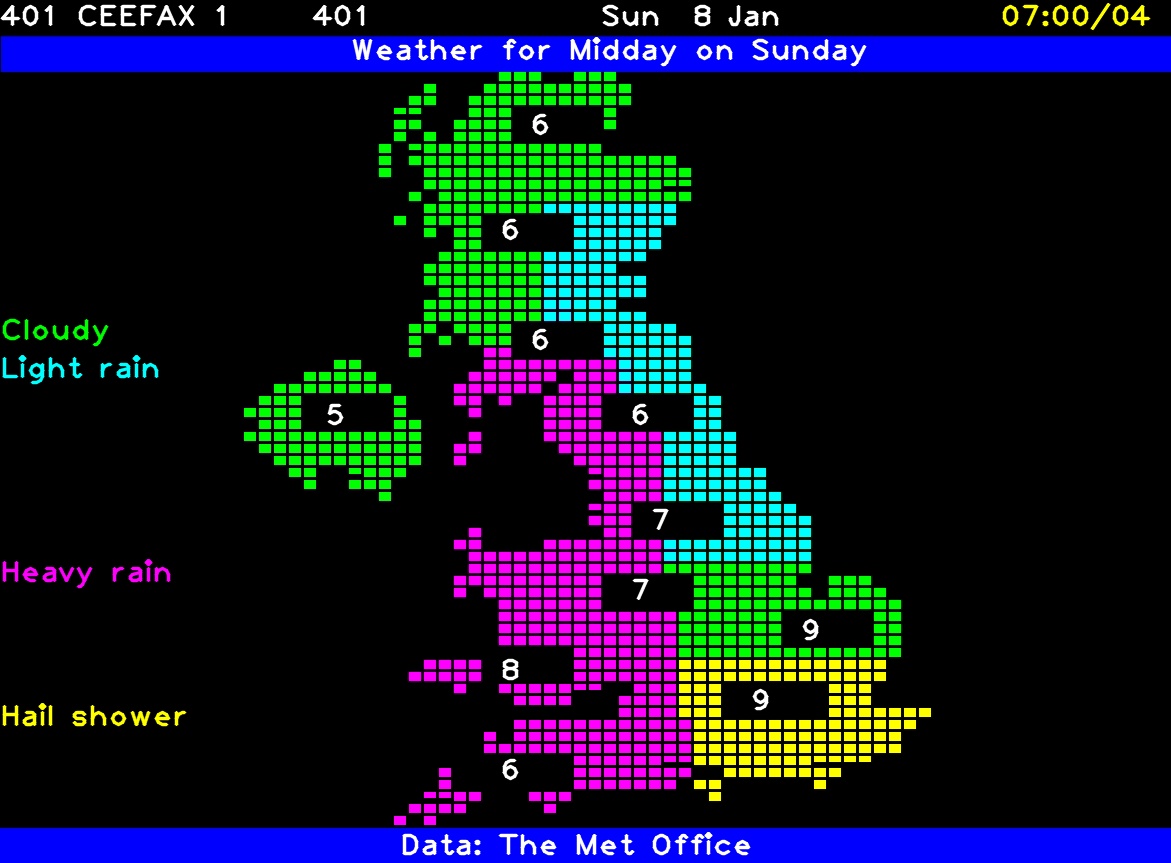 401 CEEFAX 1 401 Sun 8 Jan 07:00/04
Weather for Midday on Sunday
6
6
Cloudy
6
Light rain
5
6
7
Heavy rain
7
9
8
9
Hail shower
6
Data: The Met Office